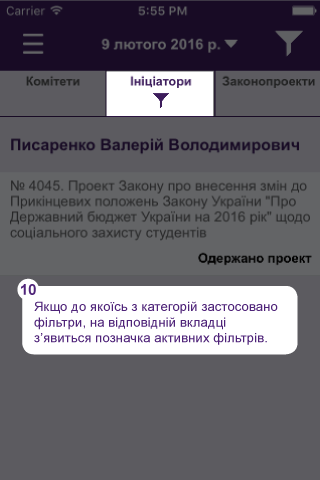 Carrier 5:55 PM
9 лютого 2016 р.
Комітети Ініціатори Законопроекти
Писаренко Валерій Володимирович
№ 4045. Проект Закону про внесення змін до
Прикінцевих положень Закону України "Про
Державний бюджет України на 2016 рік" щодо
соціального захисту студентів
Одержано проект
10
Якщо до якоїсь з категорій застосовано
фільтри, на відповідній вкладці
з’явиться позначка активних фільтрів.